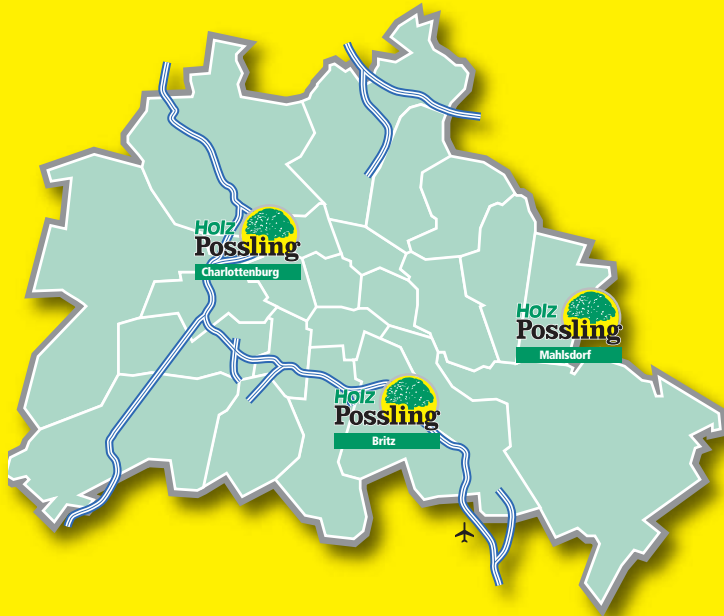 Holz
Possling
Charlottenburg
Holz
Possling
Mahlsdorf
Holz
Possling
Britz